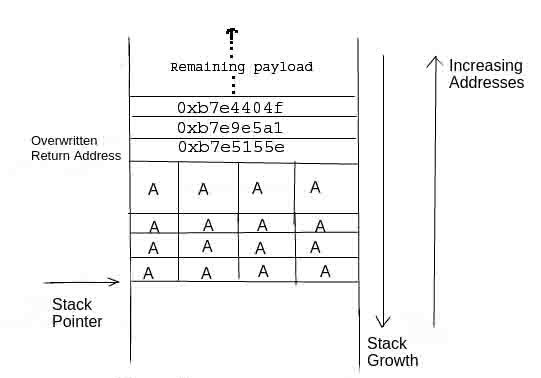 Remaining payload
Increasing
Addresses
0xb7e4404f
0xb7e9e5a1
Overwritten
Return Address
0xb7e5155e
A A A A
A A A A
A A A A
A A A A
Stack
Pointer
Stack
Growth